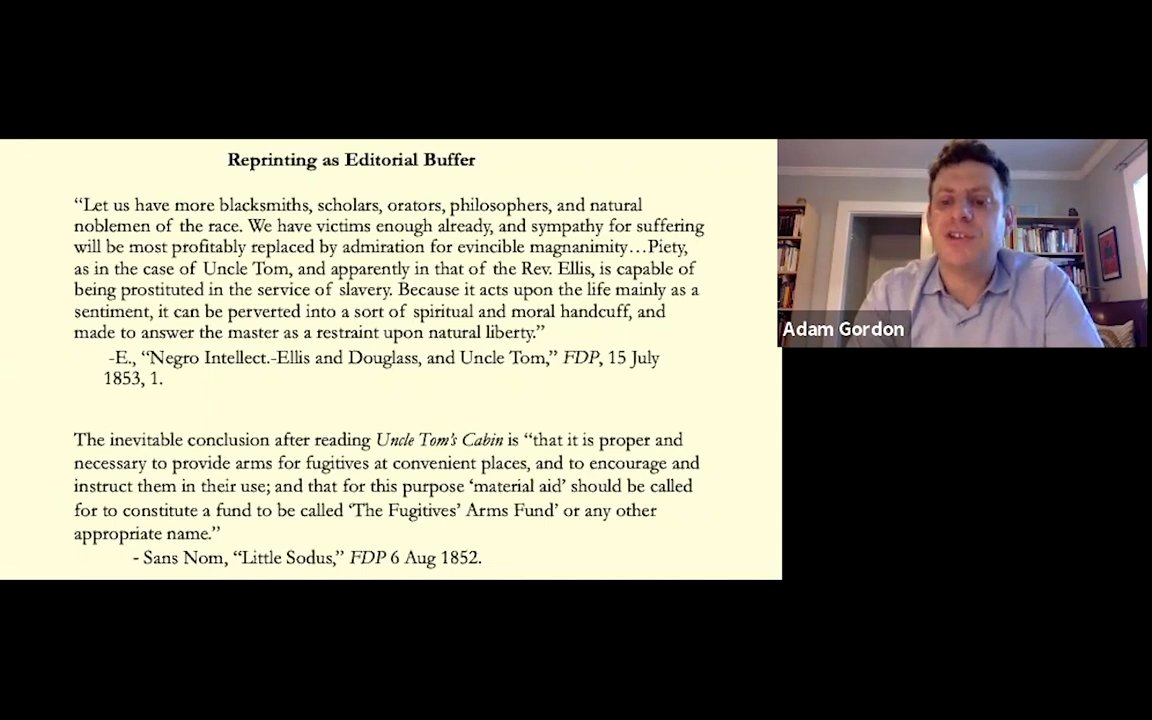 Reprinting as Editorial Buffer
“Let us have more blacksmiths, scholars, orators, philosophers, and natural
noblemen of the race. We have victims enough already, and sympathy for suffering
will be most profitably replaced by admiration for evincible magnanimity…Piety,
as in the case of Uncle Tom, and apparently in that of the Rev. Ellis, is capable of
being prostituted in the service of slavery. Because it acts upon the life mainly as a
sentiment, it can be perverted into a sort of spiritual and moral handcuff, and
made to answer the master as a restraint upon natural liberty.”
-E., “Negro Intellect.-Ellis and Douglass, and Uncle Tom,” FDP, 15 July
1853, 1.
The inevitable conclusion after reading Uncle Tom’s Cabin is “that it is proper and
necessary to provide arms for fugitives at convenient places, and to encourage and
instruct them in their use; and that for this purpose ‘material aid’ should be called
for to constitute a fund to be called ‘The Fugitives’ Arms Fund’ or any other
appropriate name.”
- Sans Nom, “Little Sodus,” FDP 6 Aug 1852.
Adam Gordon